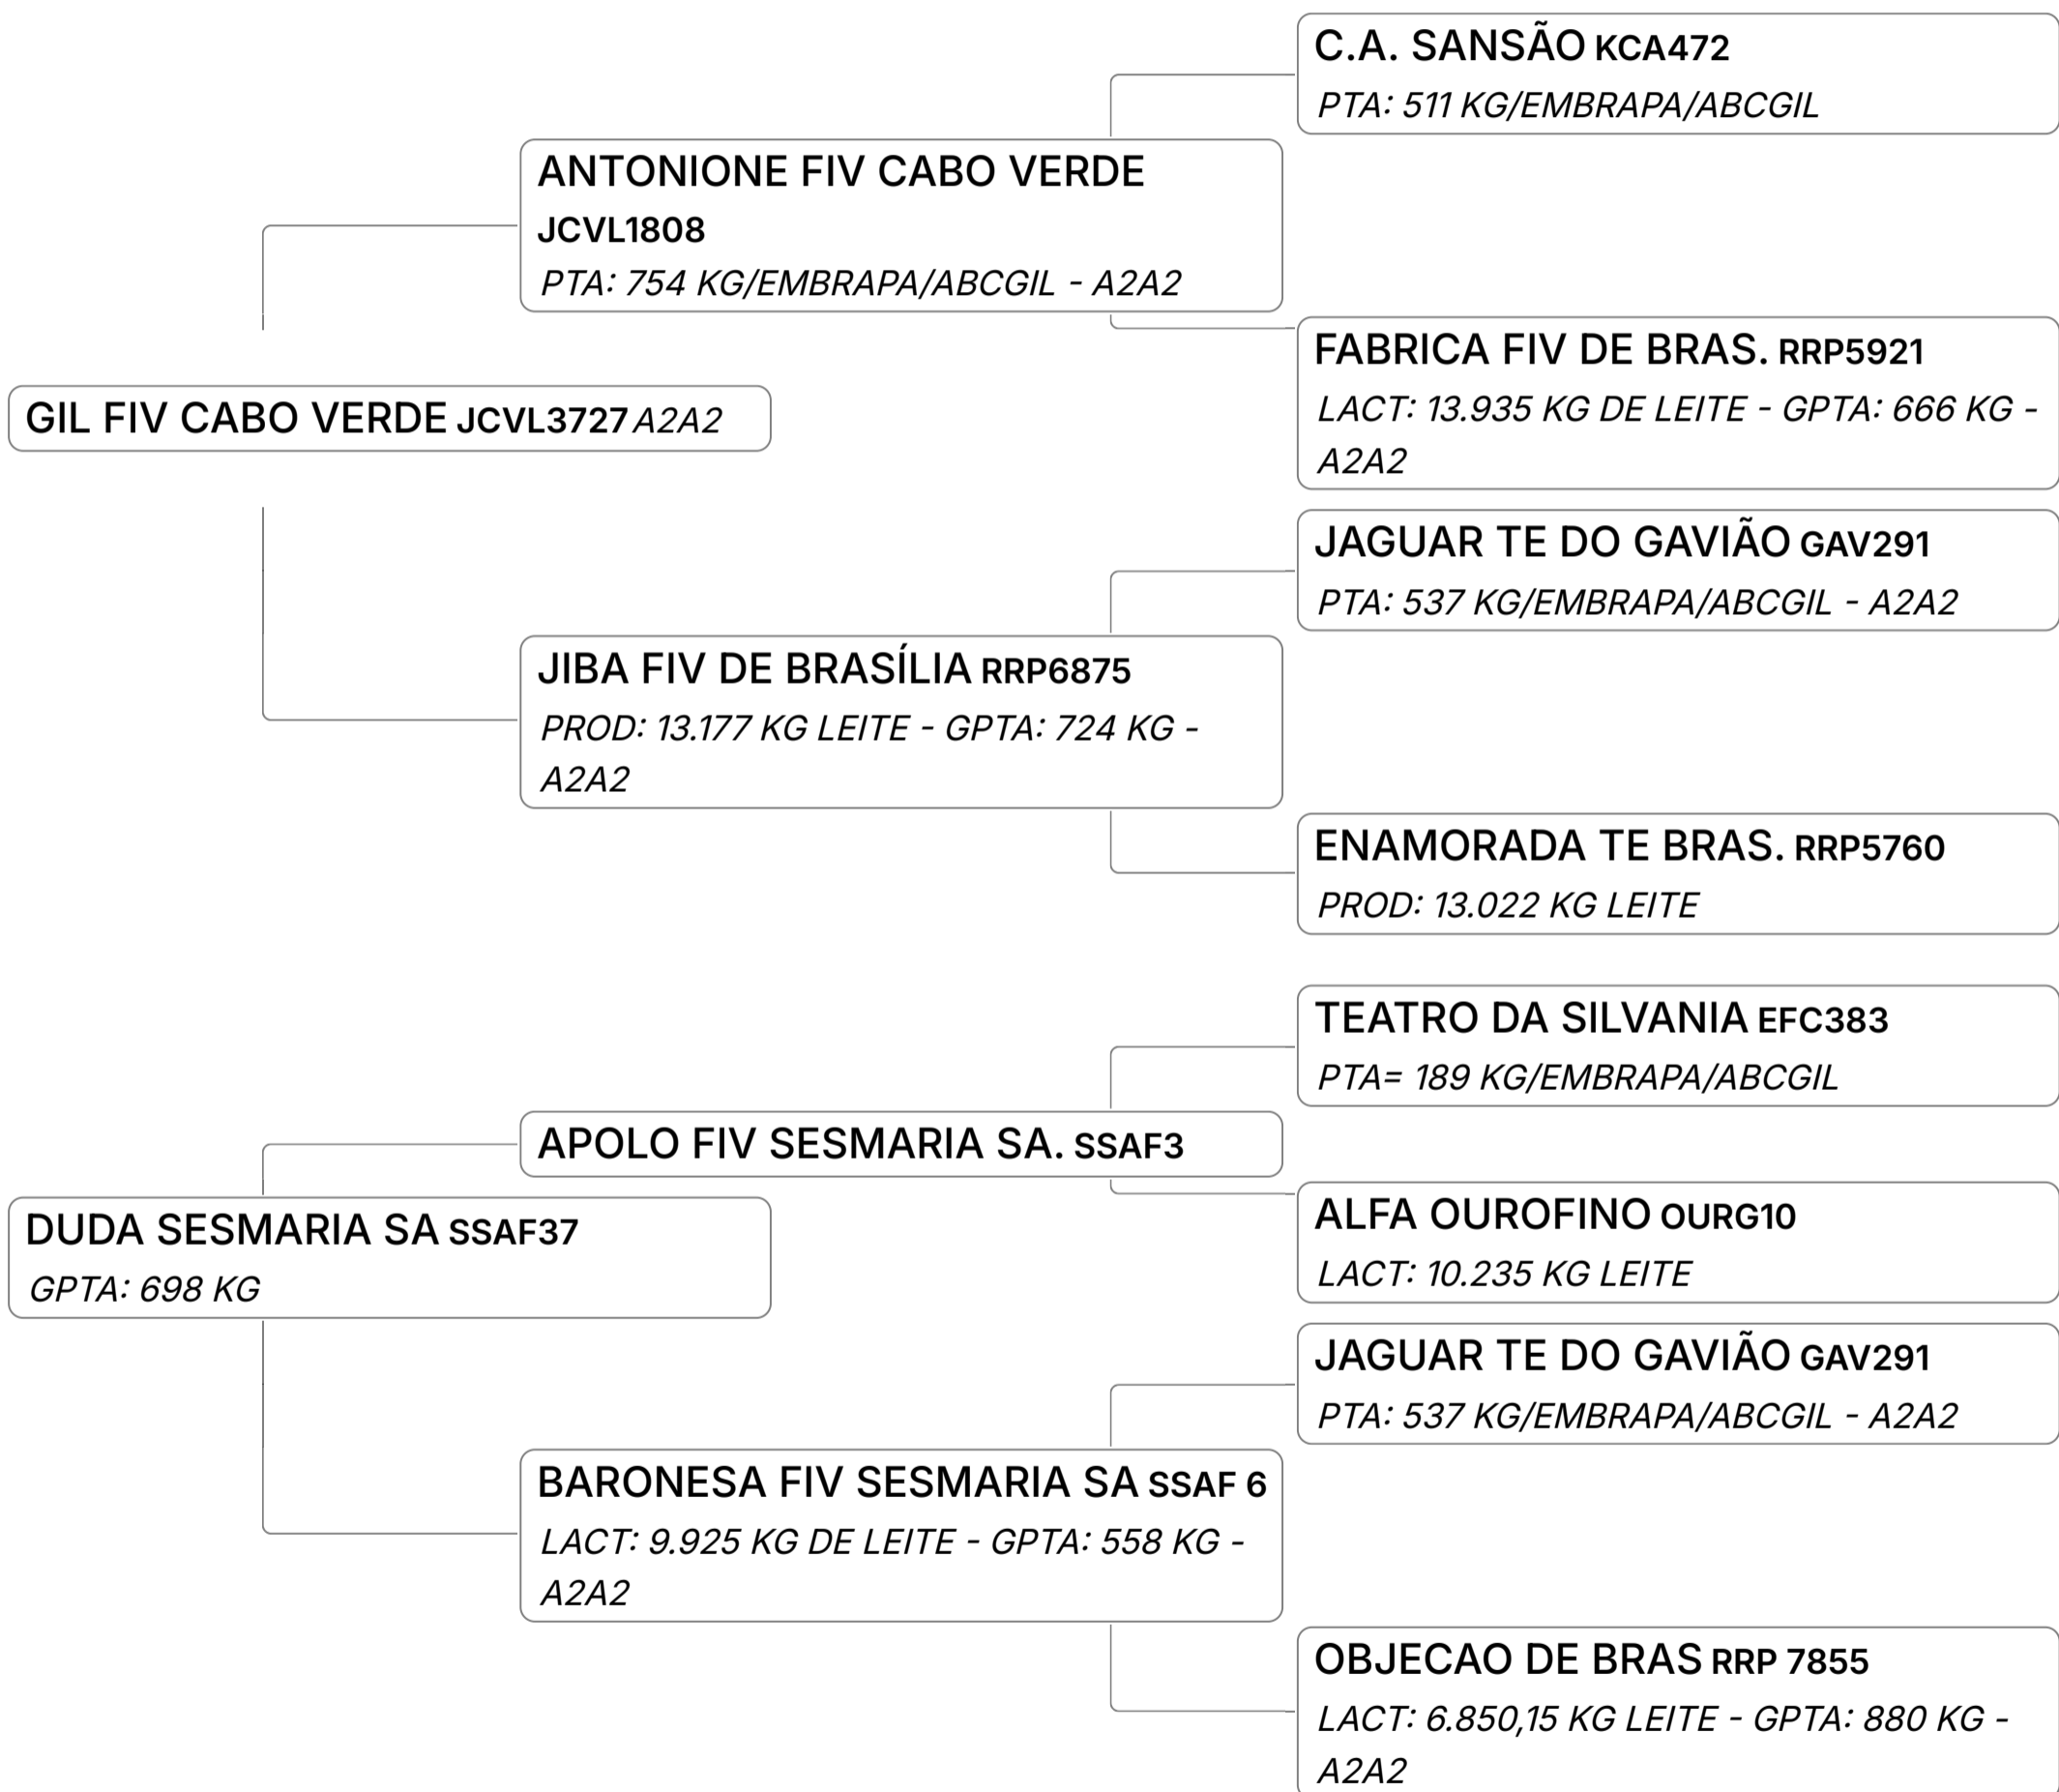 C.A. SANSÃO KCA472
PTA: 511 KG/EMBRAPA/ABCGIL
ANTONIONE FIV CABO VERDE
JCVL1808
PTA: 754 KG/EMBRAPA/ABCGIL - A2A2
FABRICA FIV DE BRAS. RRP5921
LACT: 13.935 KG DE LEITE - GPTA: 666 KG -
A2A2
GIL FIV CABO VERDE JCVL3727 A2A2
JAGUAR TE DO GAVIÃO GAV291
PTA: 537 KG/EMBRAPA/ABCGIL - A2A2
JIBA FIV DE BRASÍLIA RRP6875
PROD: 13.177 KG LEITE - GPTA: 724 KG -
A2A2
ENAMORADA TE BRAS. RRP5760
PROD: 13.022 KG LEITE
TEATRO DA SILVANIA EFC383
PTA= 189 KG/EMBRAPA/ABCGIL
APOLO FIV SESMARIA SA. SSAF3
ALFA OUROFINO OURG10
LACT: 10.235 KG LEITE
DUDA SESMARIA SA SSAF37
GPTA: 698 KG
JAGUAR TE DO GAVIÃO GAV291
PTA: 537 KG/EMBRAPA/ABCGIL - A2A2
BARONESA FIV SESMARIA SA SSAF 6
LACT: 9.925 KG DE LEITE - GPTA: 558 KG -
A2A2
OBJECAO DE BRAS RRP 7855
LACT: 6.850,15 KG LEITE - GPTA: 880 KG -
A2A2